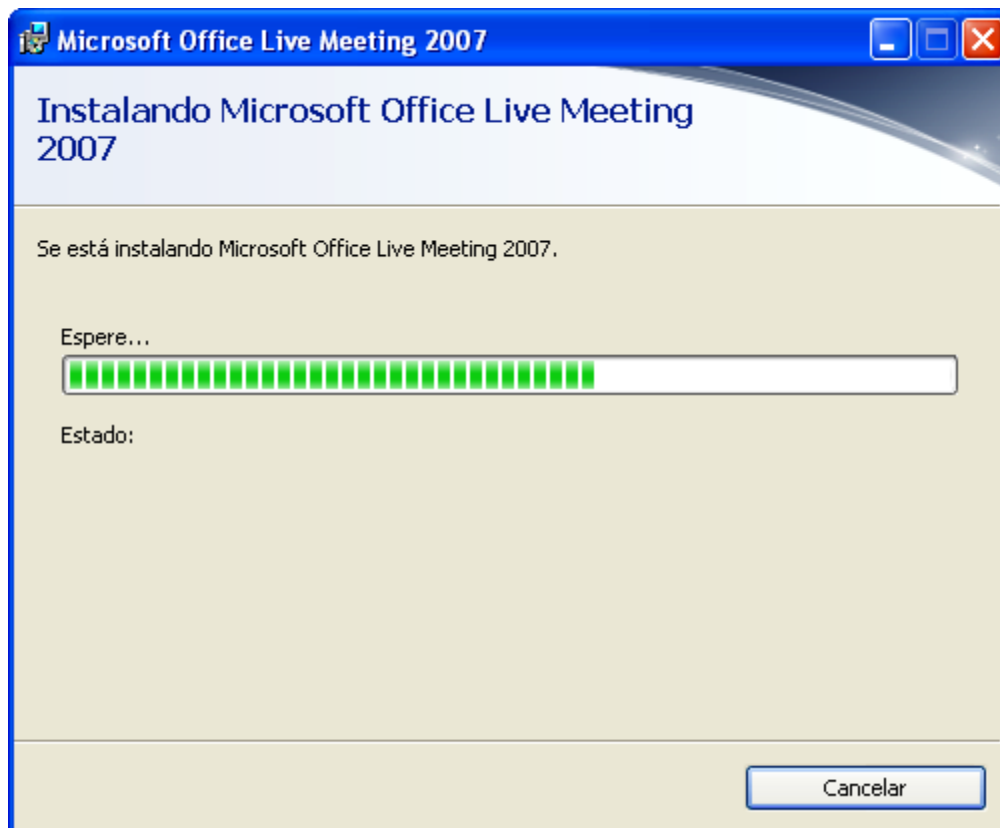 Microsoft Office Live Meeting 2007
Instalando Microsoft Office Live Meeting
2007
Se está instalando Microsoft Office Live Meeting 2007.
Espere...
Estado:
Cancelar